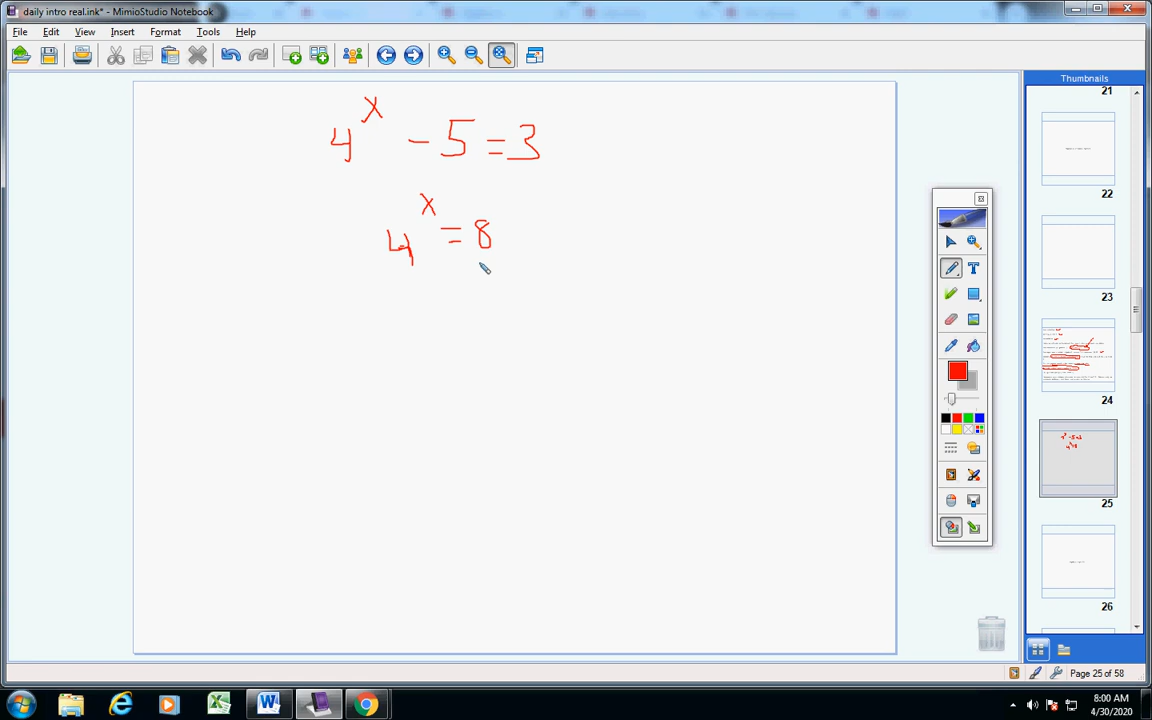 daily intro real.ink* - MimioStudio Notebook
File Edit View Insert Format Tools Help
Thumbnails
4^x - 5 = 3
4^x = 8
21
22
23
24
25
26
T
Page 25 of 58
8:00 AM
4/30/2020